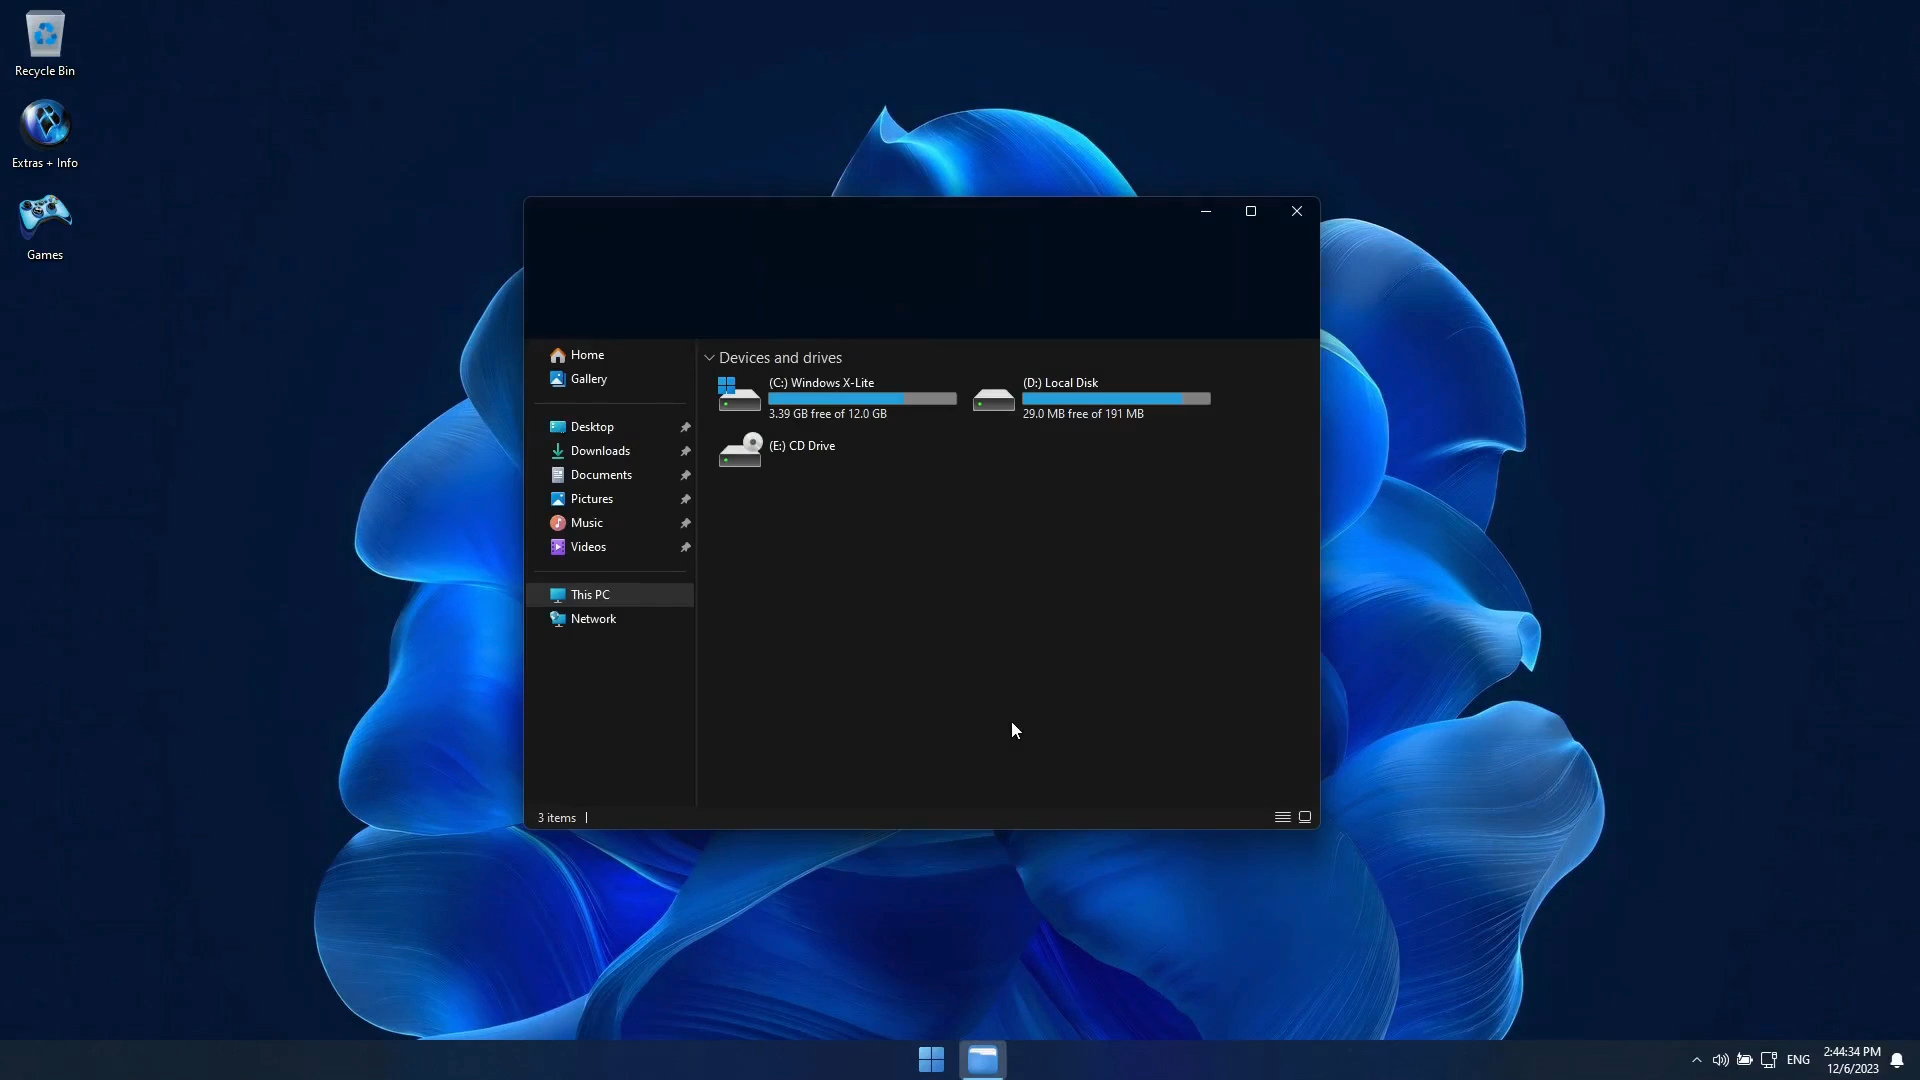 Recycle Bin
Extras + Info
Games
Home
Gallery
Desktop
Downloads
Documents
Pictures
Music
Videos
This PC
Network
Devices and drives
(C:) Windows X-Lite
3.39 GB free of 12.0 GB
(D:) Local Disk
29.0 MB free of 191 MB
(E:) CD Drive
3 items
ENG
2:44:34 PM
12/6/2023